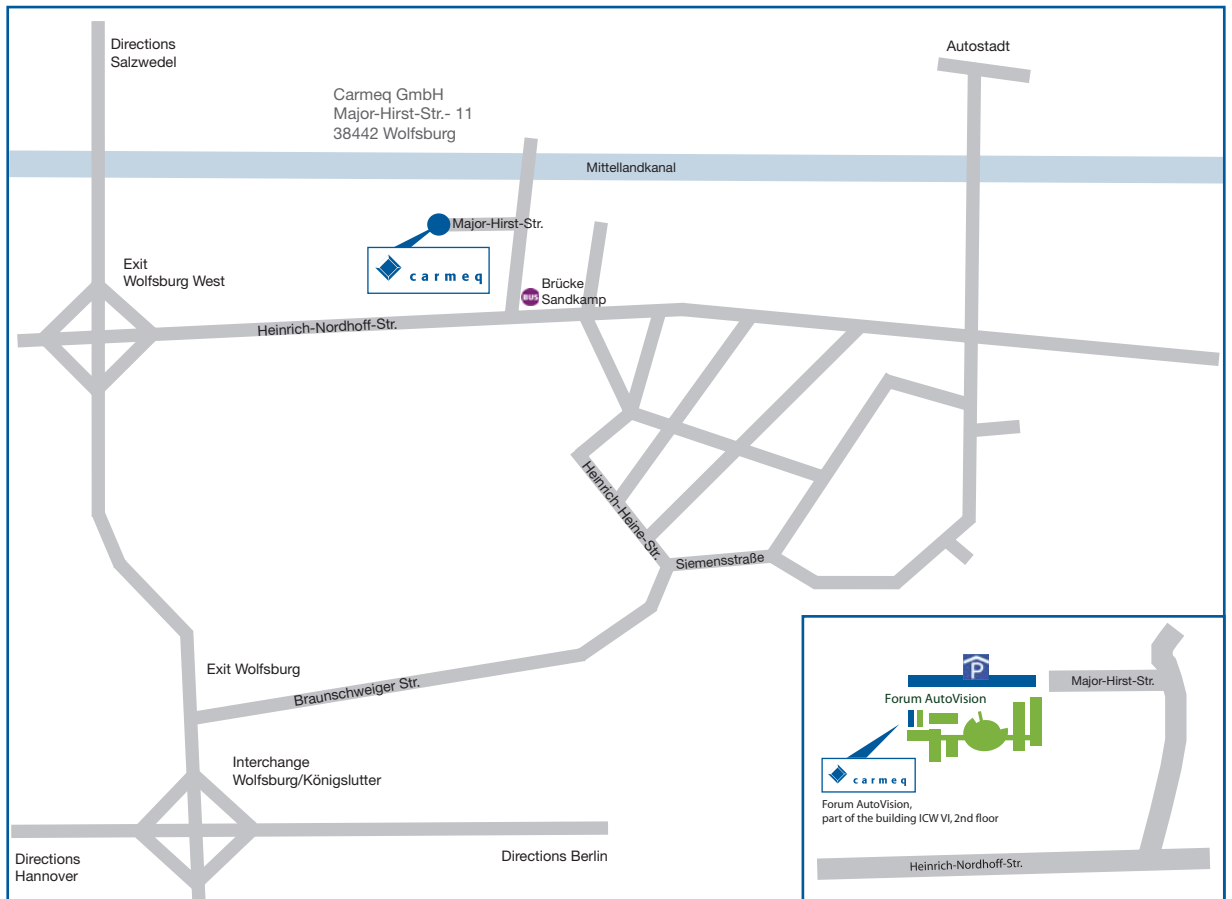 Directions
Salzwedel
Autostadt
Carmeq GmbH
Major-Hirst-Str.- 11
38442 Wolfsburg
Mittellandkanal
Major-Hirst-Str.
carmeq
Exit
Wolfsburg West
BUS
Brücke
Sandkamp
Heinrich-Nordhoff-Str.
Heinrich-Heine-Str.
Siemensstraße
Exit Wolfsburg
Braunschweiger Str.
Interchange
Wolfsburg/Königslutter
Directions
Hannover
Directions Berlin
P
Major-Hirst-Str.
Forum AutoVision
carmeq
Forum AutoVision,
part of the building ICW VI, 2nd floor
Heinrich-Nordhoff-Str.